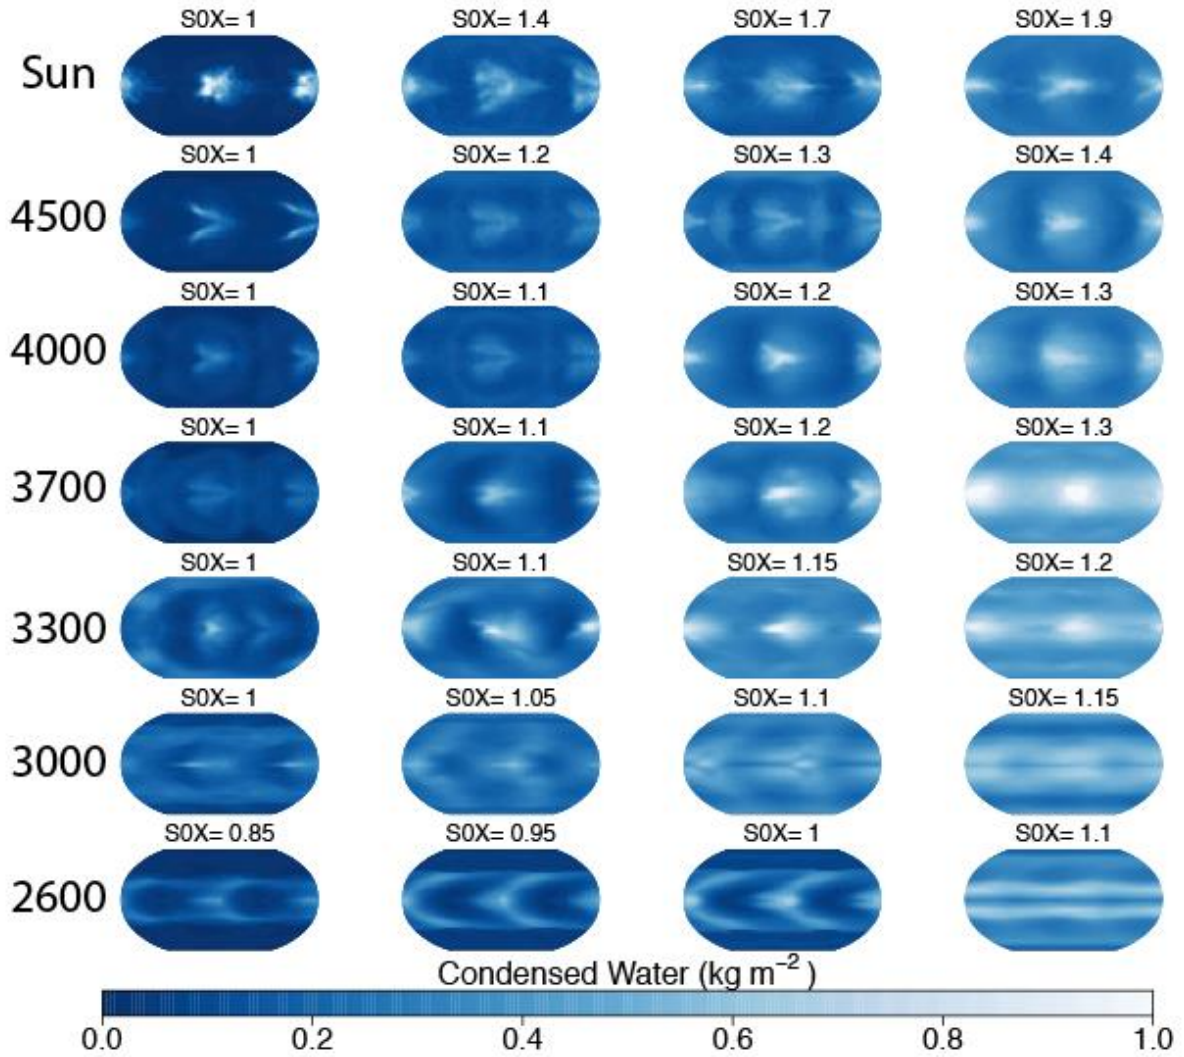 S0X= 1 S0X= 1.4 S0X= 1.7 S0X= 1.9
Sun
S0X= 1 S0X= 1.2 S0X= 1.3 S0X= 1.4
4500
S0X= 1 S0X= 1.1 S0X= 1.2 S0X= 1.3
4000
S0X= 1 S0X= 1.1 S0X= 1.2 S0X= 1.3
3700
S0X= 1 S0X= 1.1 S0X= 1.15 S0X= 1.2
3300
S0X= 1 S0X= 1.05 S0X= 1.1 S0X= 1.15
3000
S0X= 0.85 S0X= 0.95 S0X= 1 S0X= 1.1
2600
Condensed Water (kg m⁻²)
0.0 0.2 0.4 0.6 0.8 1.0